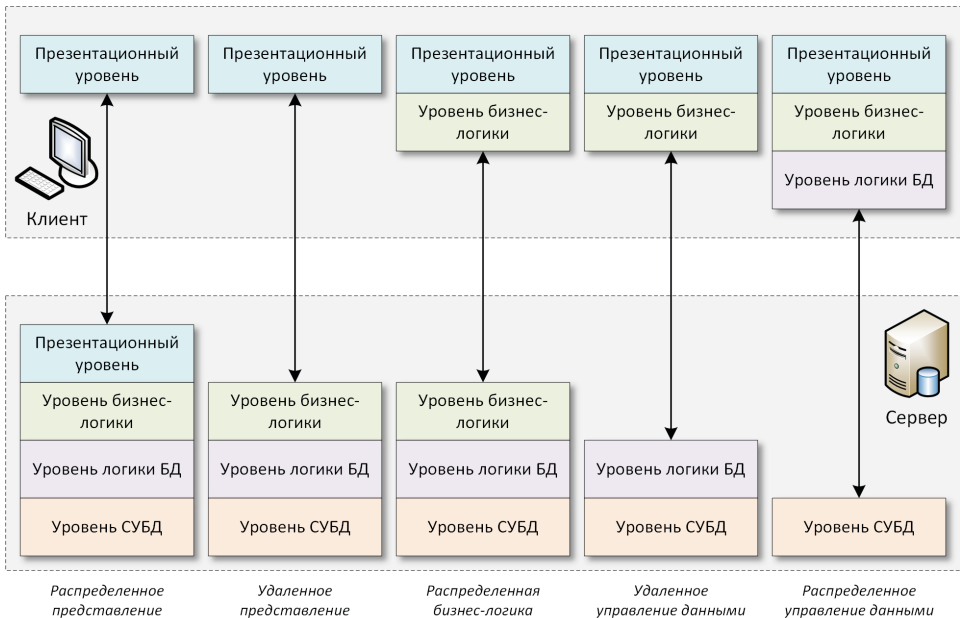 Презентационный
уровень
Презентационный
уровень
Презентационный
уровень
Презентационный
уровень
Презентационный
уровень
Уровень бизнес-
логики
Уровень бизнес-
логики
Уровень бизнес-
логики
Уровень логики БД
Клиент
Презентационный
уровень
Уровень бизнес-
логики
Уровень бизнес-
логики
Уровень бизнес-
логики
Сервер
Уровень логики БД
Уровень логики БД
Уровень логики БД
Уровень логики БД
Уровень СУБД
Уровень СУБД
Уровень СУБД
Уровень СУБД
Уровень СУБД
Распределенное
представление
Удаленное
представление
Распределенная
бизнес-логика
Удаленное
управление данными
Распределенное
управление данными